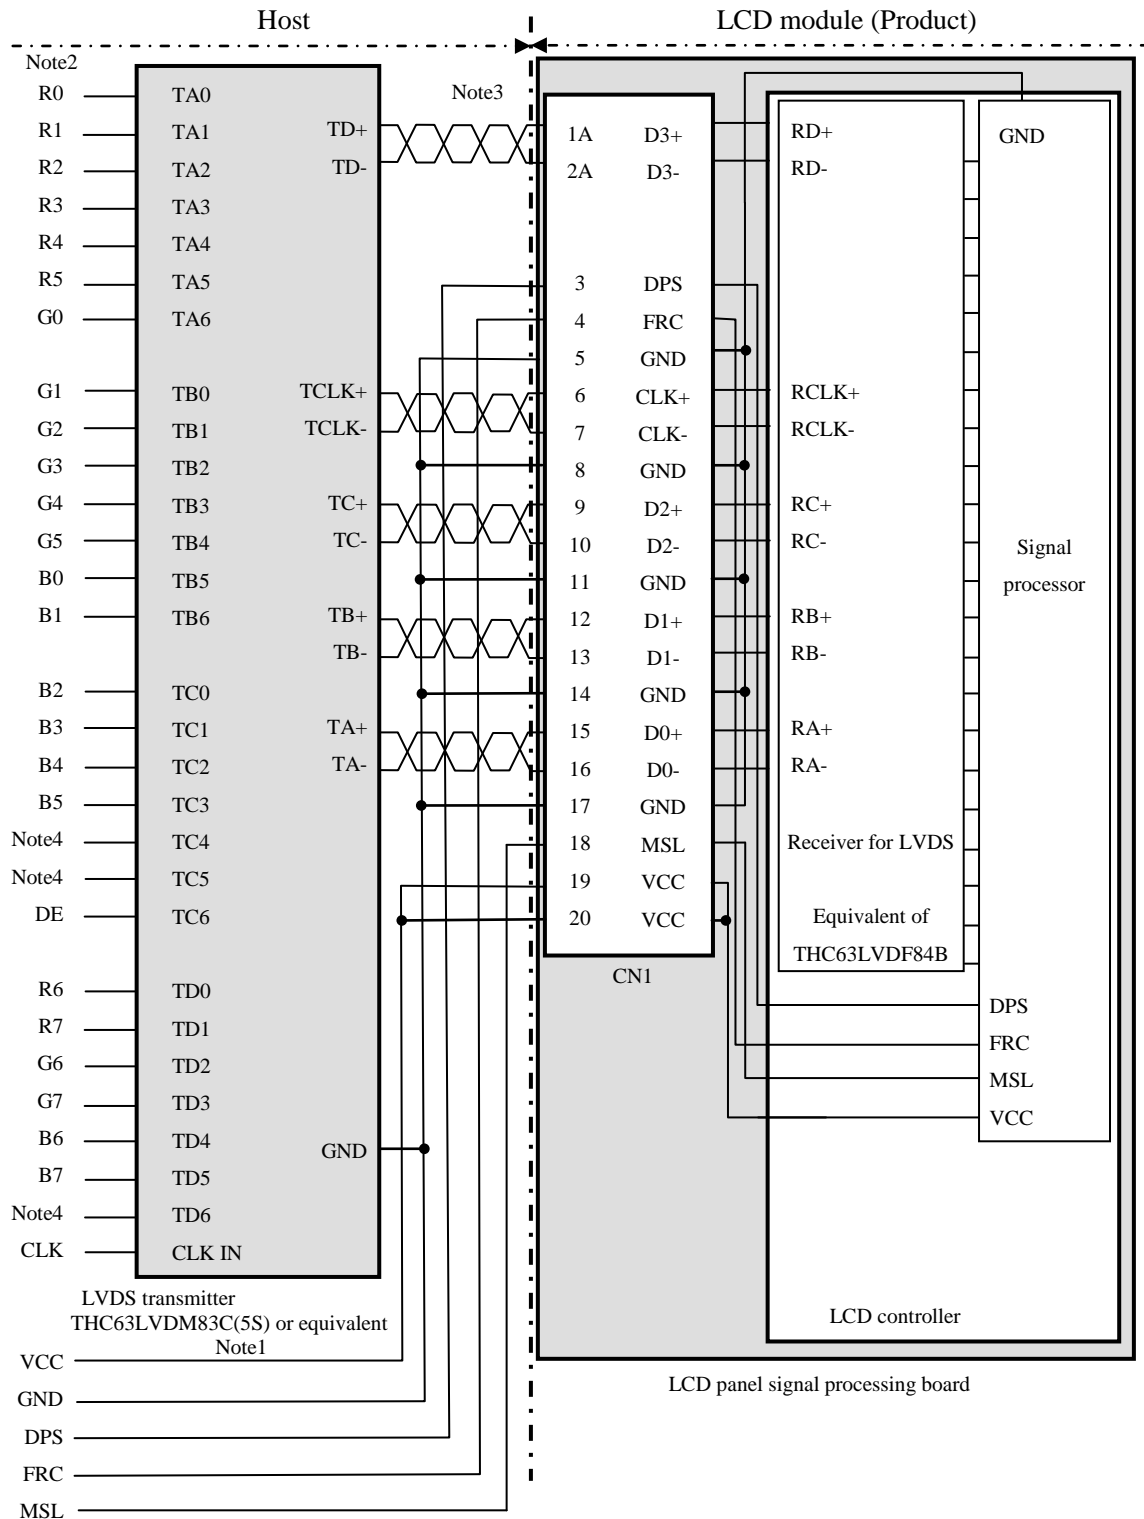 Host
LCD module (Product)
Note2
R0 TA0
R1 TA1
R2 TA2
R3 TA3
R4 TA4
R5 TA5
G0 TA6
G1 TB0
G2 TB1
G3 TB2
G4 TB3
G5 TB4
B0 TB5
B1 TB6
B2 TC0
B3 TC1
B4 TC2
B5 TC3
Note4 TC4
Note4 TC5
DE TC6
R6 TD0
R7 TD1
G6 TD2
G7 TD3
B6 TD4
B7 TD5
Note4 TD6
CLK CLK IN
TD+
TD-
TCLK+
TCLK-
TC+
TC-
TB+
TB-
TA+
TA-
GND
LVDS transmitter
THC63LVDM83C(5S) or equivalent
Note1
VCC
GND
DPS
FRC
MSL
Note3
1A D3+
2A D3-
3 DPS
4 FRC
5 GND
6 CLK+
7 CLK-
8 GND
9 D2+
10 D2-
11 GND
12 D1+
13 D1-
14 GND
15 D0+
16 D0-
17 GND
18 MSL
19 VCC
20 VCC
CN1
RD+
RD-
RCLK+
RCLK-
RC+
RC-
RB+
RB-
RA+
RA-
Receiver for LVDS
Equivalent of
THC63LVDF84B
GND
Signal
processor
DPS
FRC
MSL
VCC
LCD controller
LCD panel signal processing board